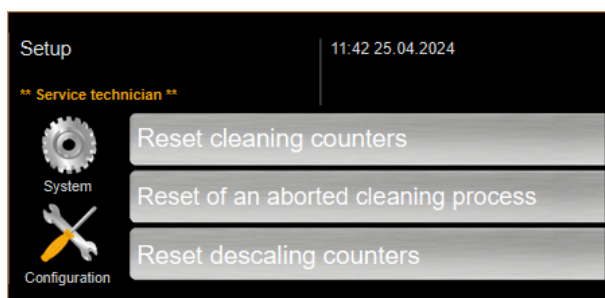 Setup
11:42 25.04.2024
** Service technician **
Reset cleaning counters
System
Reset of an aborted cleaning process
Reset descaling counters
Configuration